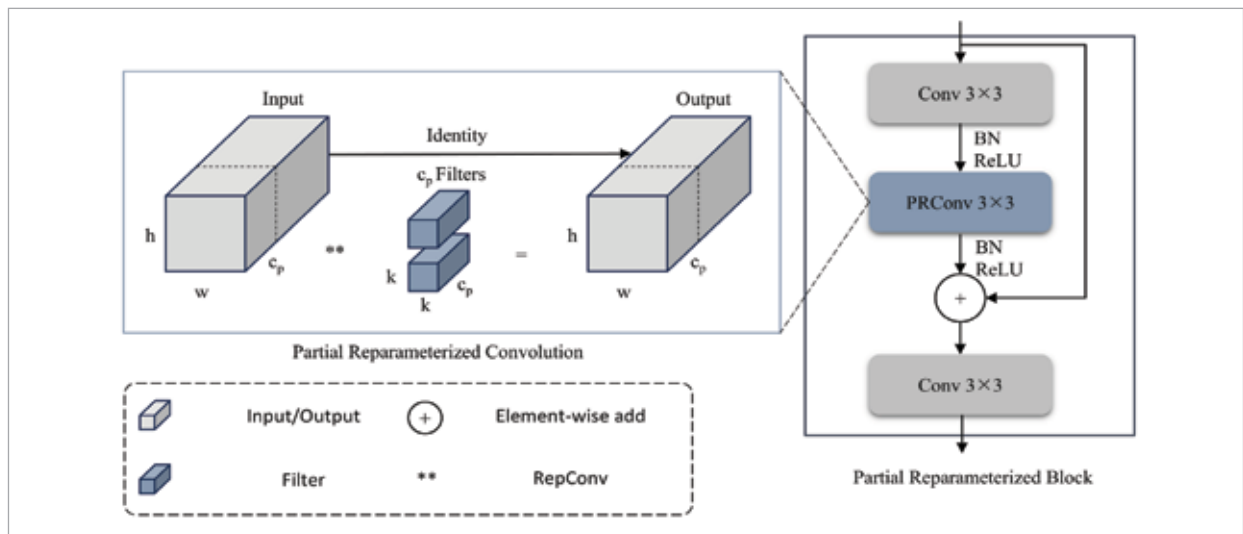 Input
Output
Identity
c_p Filters
h
w
c_p
**
k
k
c_p
=
h
w
c_p
Partial Reparameterized Convolution
Input/Output
+
Element-wise add
Filter
**
RepConv
Conv 3×3
BN
ReLU
PRConv 3×3
BN
ReLU
+
Conv 3×3
Partial Reparameterized Block